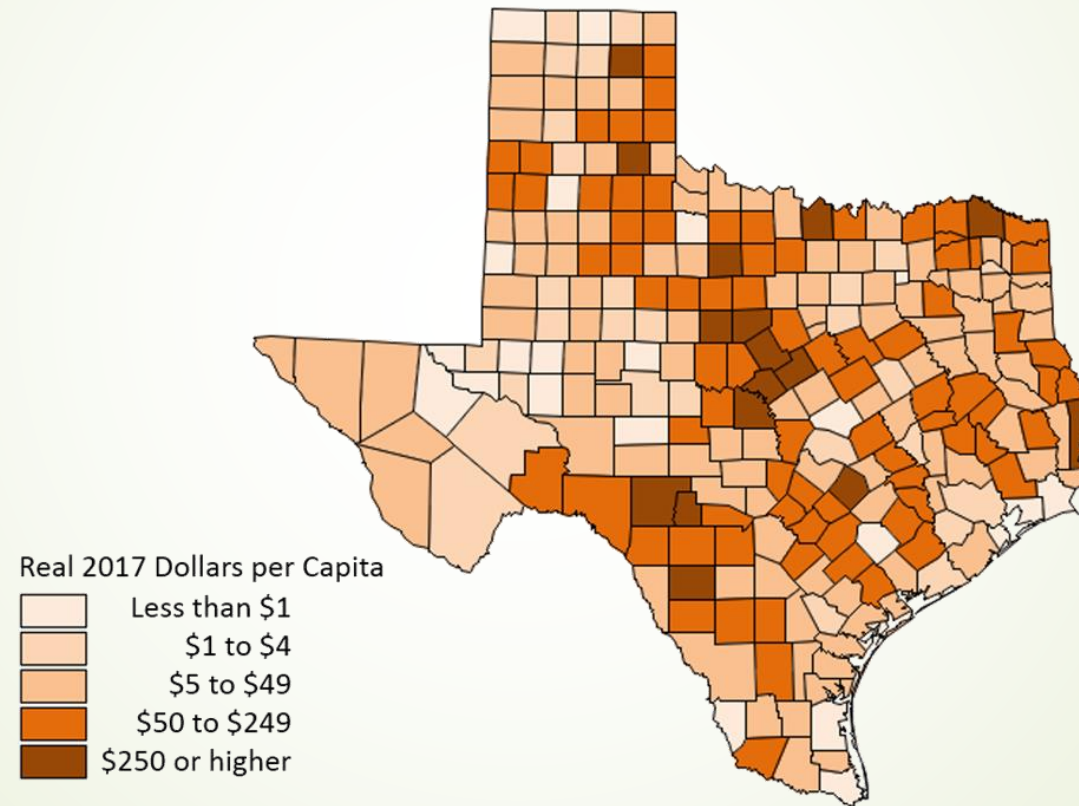 Real 2017 Dollars per Capita
Less than $1
$1 to $4
$5 to $49
$50 to $249
$250 or higher